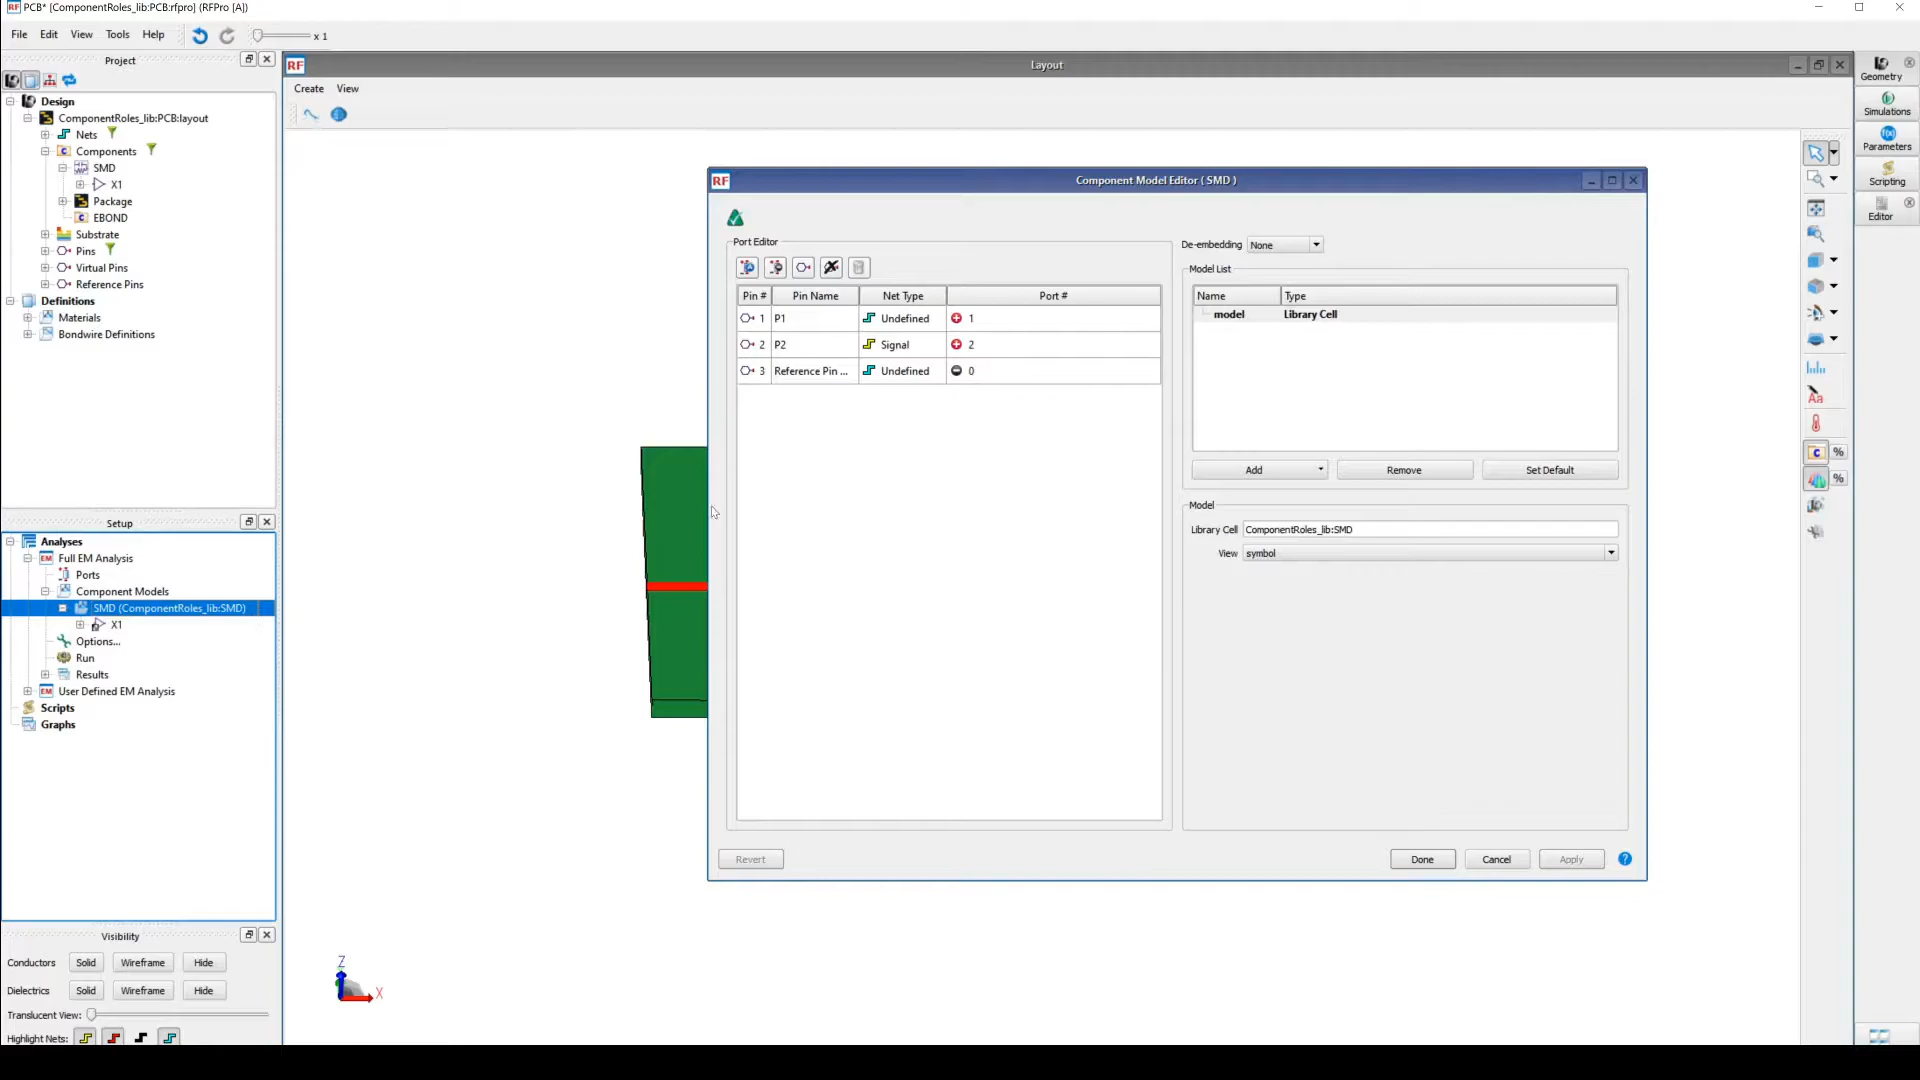 RF PCB* [ComponentRoles_lib:PCB:rfpro] (RFPro [A])
File Edit View Tools Help x 1
Project
Design
ComponentRoles_lib:PCB:layout
Nets
Components
SMD
X1
Package
EBOND
Substrate
Pins
Virtual Pins
Reference Pins
Definitions
Materials
Bondwire Definitions
Setup
Analyses
EM Full EM Analysis
Ports
Component Models
SMD (ComponentRoles_lib:SMD)
X1
Options...
Run
Results
EM User Defined EM Analysis
Scripts
Graphs
Visibility
Conductors Solid Wireframe Hide
Dielectrics Solid Wireframe Hide
Translucent View:
Highlight Nets:
RF Layout
Create View
RF Component Model Editor ( SMD )
Port Editor
Pin # Pin Name Net Type Port #
1 P1 Undefined 1
2 P2 Signal 2
3 Reference Pin ... Undefined 0
De-embedding None
Model List
Name Type
model Library Cell
Add Remove Set Default
Model
Library Cell ComponentRoles_lib:SMD
View symbol
Revert Done Cancel Apply ?
Z
X
Aa
C %
%
Geometry
Simulations
f(x)
Parameters
Scripting
Editor